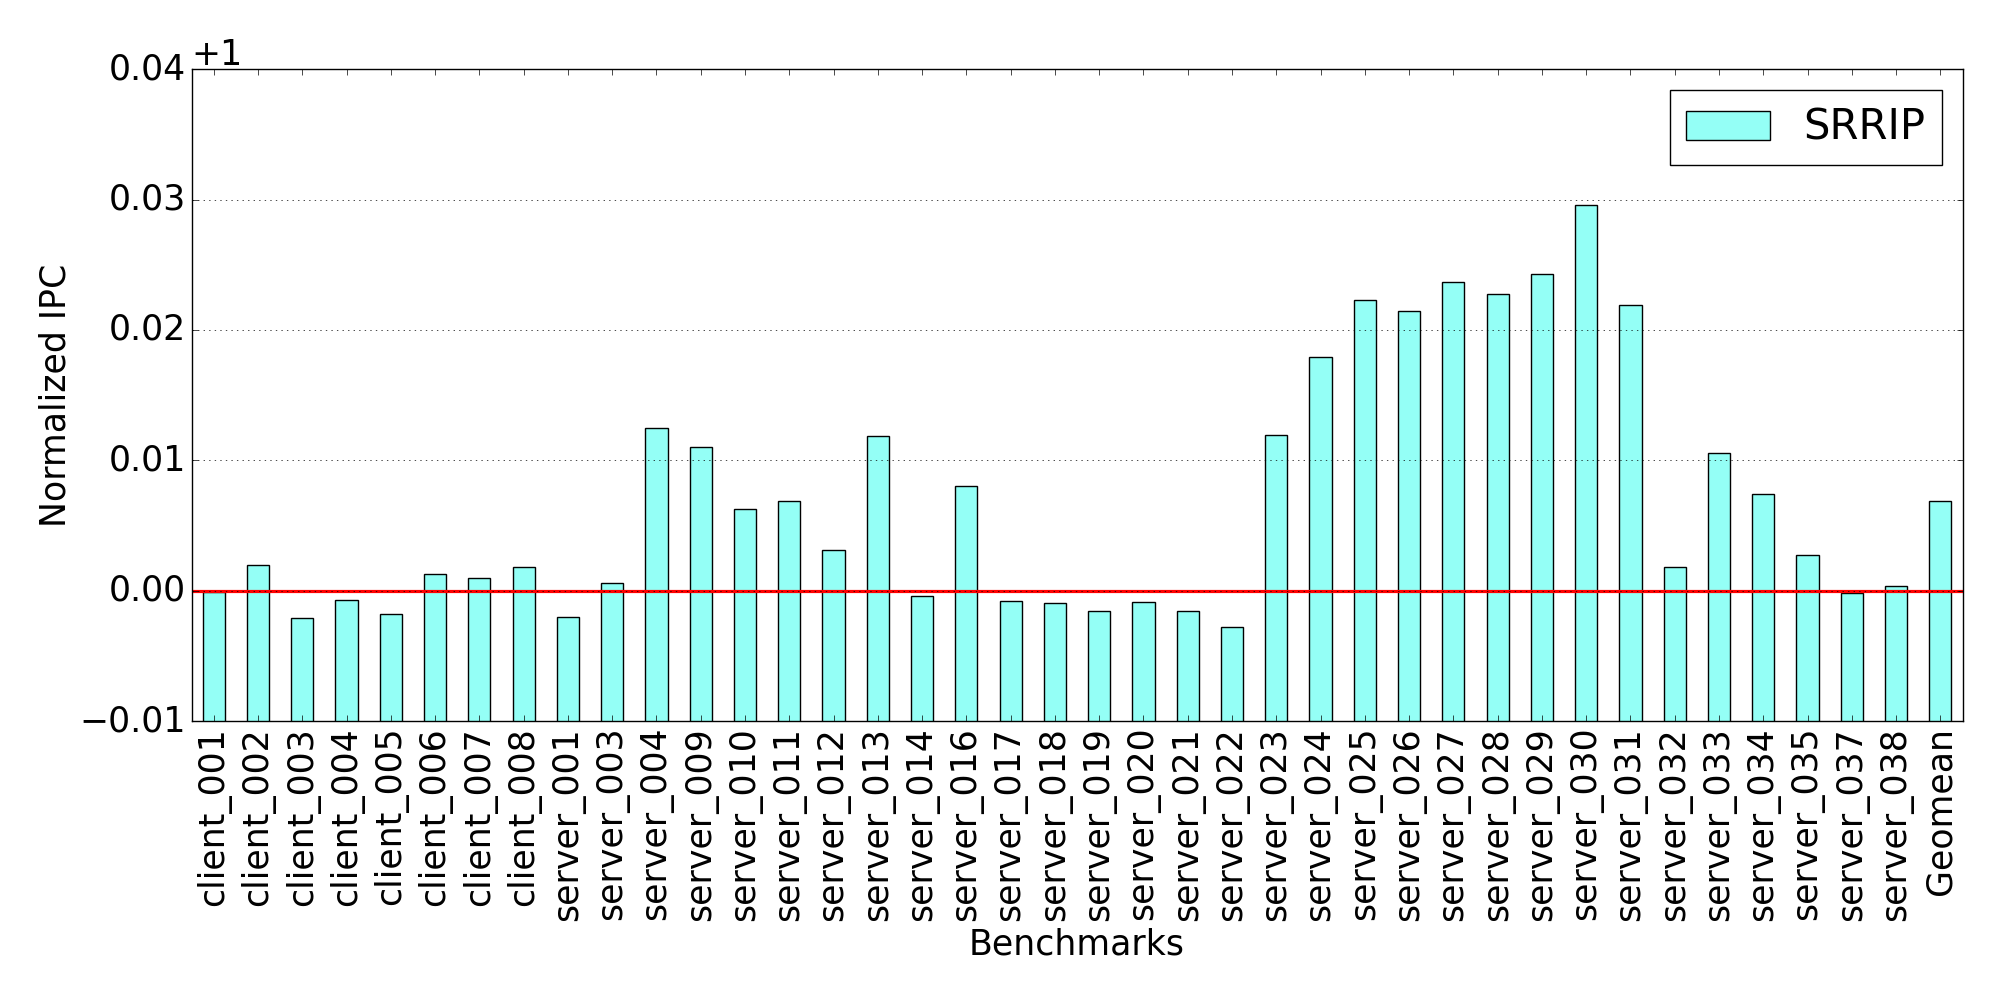 +1
0.04
0.03
0.02
0.01
0.00
−0.01
Normalized IPC
SRRIP
client_001
client_002
client_003
client_004
client_005
client_006
client_007
client_008
server_001
server_003
server_004
server_009
server_010
server_011
server_012
server_013
server_014
server_016
server_017
server_018
server_019
server_020
server_021
server_022
server_023
server_024
server_025
server_026
server_027
server_028
server_029
server_030
server_031
server_032
server_033
server_034
server_035
server_037
server_038
Geomean
Benchmarks